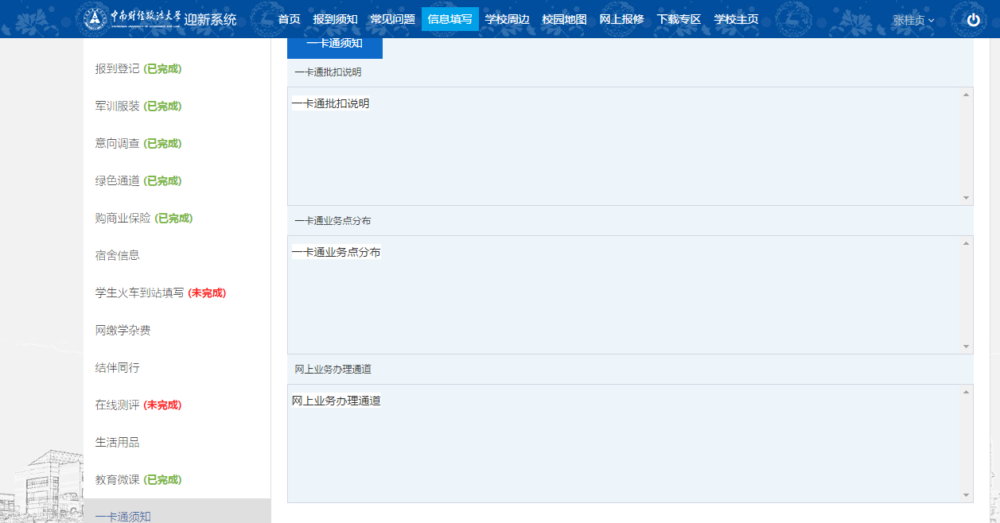 中南财经政法大学 迎新系统
首页 报到须知 常见问题 信息填写 学校周边 校园地图 网上报修 下载专区 学校主页
张桂贞
报到登记 (已完成)
军训服装 (已完成)
意向调查 (已完成)
绿色通道 (已完成)
购商业保险 (已完成)
宿舍信息
学生火车到站填写 (未完成)
网缴学杂费
结伴同行
在线测评 (未完成)
生活用品
教育微课 (已完成)
一卡通须知
一卡通须知
一卡通批扣说明
一卡通批扣说明
一卡通业务点分布
一卡通业务点分布
网上业务办理通道
网上业务办理通道